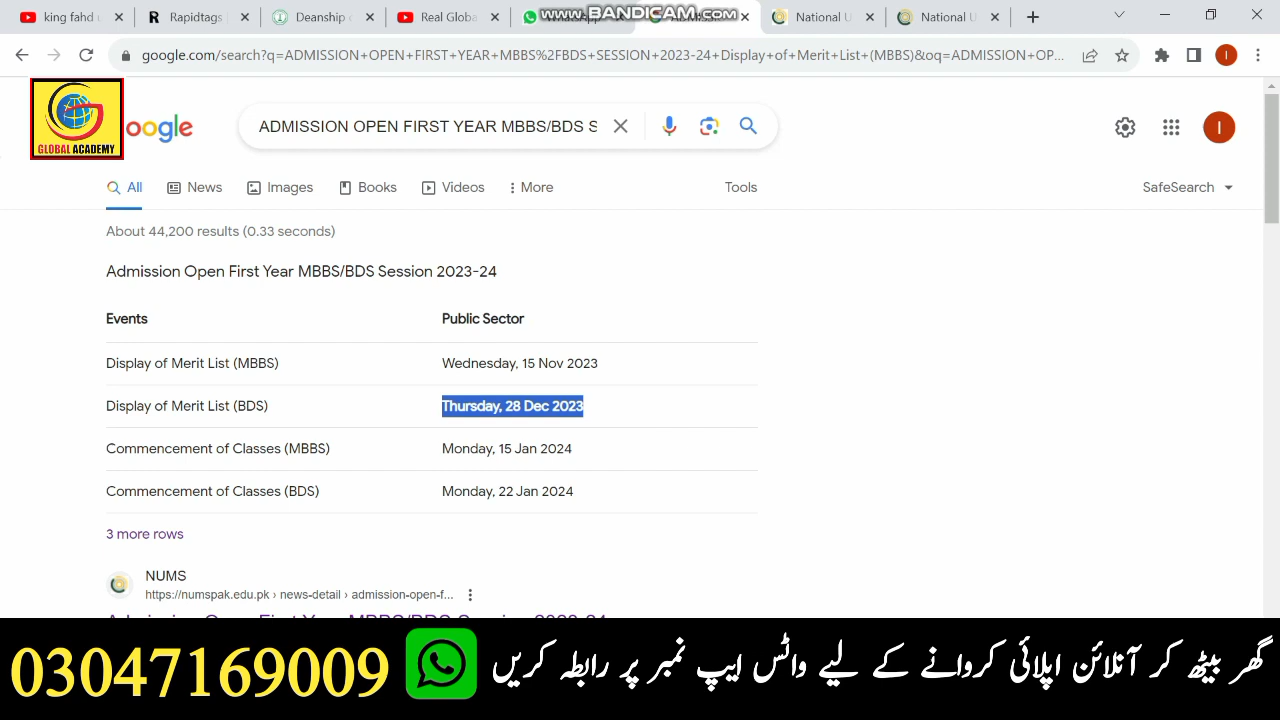 king fahd u
Rapidtags
Deanship
Real Globa
National U
National U
www.BANDICAM.com
google.com/search?q=ADMISSION+OPEN+FIRST+YEAR+MBBS%2FBDS+SESSION+2023-24+Display+of+Merit+List+(MBBS)&oq=ADMISSION+OP...
I
GLOBAL ACADEMY
oogle
ADMISSION OPEN FIRST YEAR MBBS/BDS S
I
All
News
Images
Books
Videos
More
Tools
SafeSearch
About 44,200 results (0.33 seconds)
Admission Open First Year MBBS/BDS Session 2023-24
Events Public Sector
Display of Merit List (MBBS) Wednesday, 15 Nov 2023
Display of Merit List (BDS) Thursday, 28 Dec 2023
Commencement of Classes (MBBS) Monday, 15 Jan 2024
Commencement of Classes (BDS) Monday, 22 Jan 2024
3 more rows
NUMS
https://numspak.edu.pk › news-detail › admission-open-f...
Admission Open First Year MBBS/BDS Session 2023-24
03047169009
گھر بیٹھ کر آنلائن اپلائی کروانے کے لیے واٹس ایپ نمبر پر رابطہ کریں